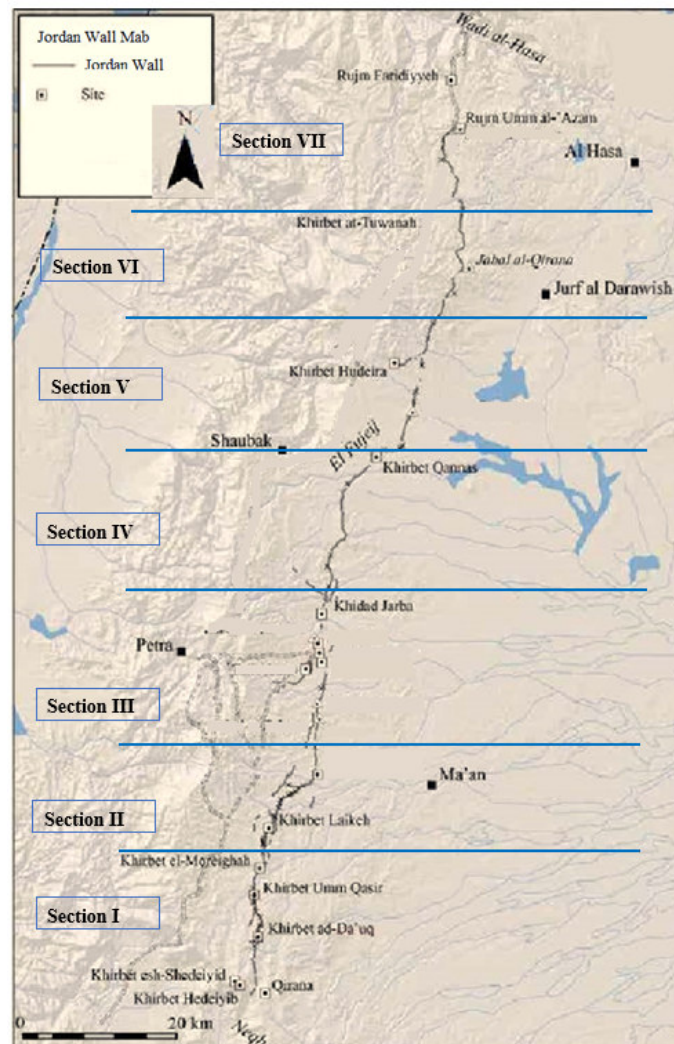 Jordan Wall Mab
Jordan Wall
Site
N
Wadi al-Hasa
Rujm Faridiyyeh
Rujm Umm al-'Azam
Section VII
Al Hasa
Khirbet at-Tuwanah
Section VI
Jabal al-Qirana
Jurf al Darawish
Khirbet Hudeira
Section V
Shaubak
El Fujeij
Khirbet Qannas
Section IV
Khidad Jarba
Petra
Section III
Ma'an
Section II
Khirbet Laikeh
Khirbet el-Moreighah
Khirbet Umm Qasir
Section I
Khirbet ad-Da'uq
Khirbet esh-Shedeiyid
Khirbet Hedeiyib
Qirana
0 20 km